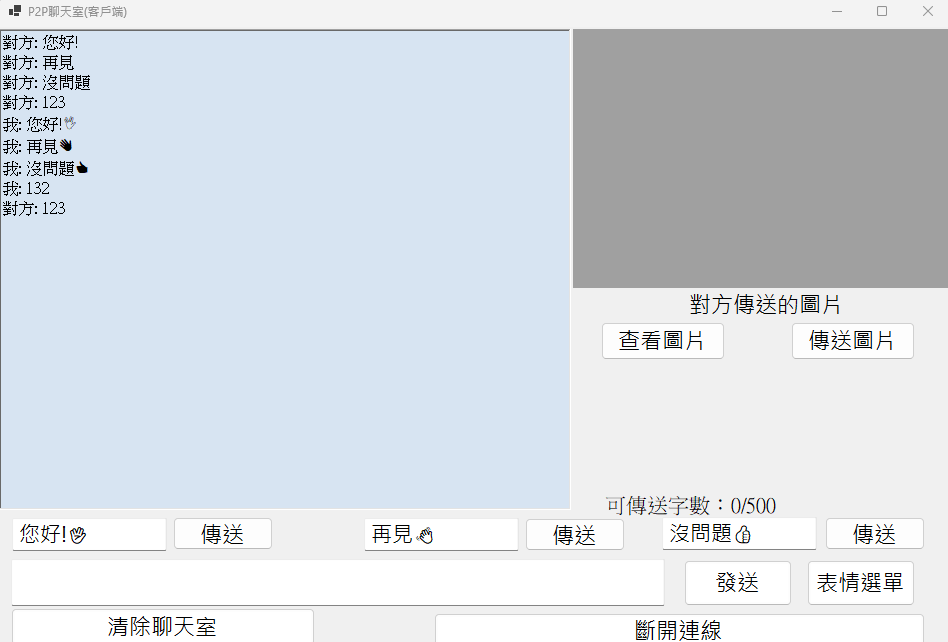 P2P聊天室(客戶端)
對方: 您好!
對方: 再見
對方: 沒問題
對方: 123
我: 您好!🖐
我: 再見👋
我: 沒問題👍
我: 132
對方: 123
對方傳送的圖片
查看圖片 傳送圖片
可傳送字數：0/500
您好!🖐 傳送 再見👋 傳送 沒問題👍 傳送
發送 表情選單
清除聊天室 斷開連線